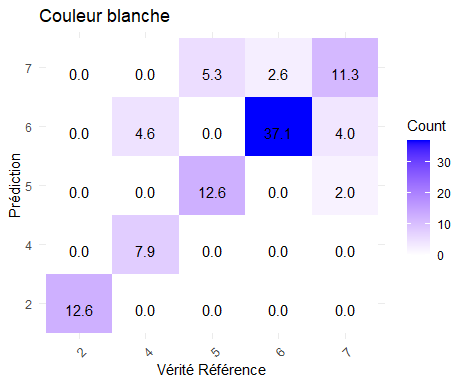 Couleur blanche
7 0.0 0.0 5.3 2.6 11.3
6 0.0 4.6 0.0 37.1 4.0
5 0.0 0.0 12.6 0.0 2.0
4 0.0 7.9 0.0 0.0 0.0
2 12.6 0.0 0.0 0.0 0.0
2 4 5 6 7
Vérité Référence
Prédiction
Count
30
20
10
0